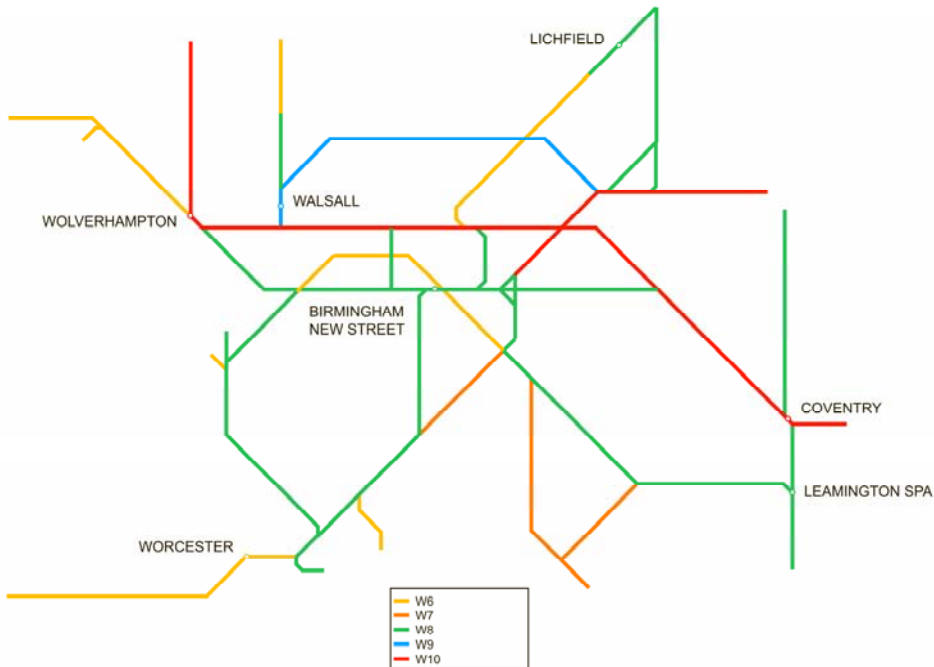 LICHFIELD
WALSALL
WOLVERHAMPTON
BIRMINGHAM
NEW STREET
COVENTRY
LEAMINGTON SPA
WORCESTER
W6
W7
W8
W9
W10